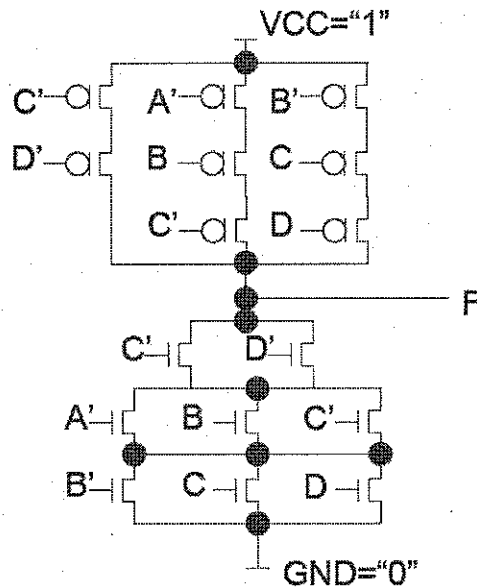 VCC="1"
C' A' B'
D' B C
C' D
F
C' D'
A' B C'
B' C D
GND="0"